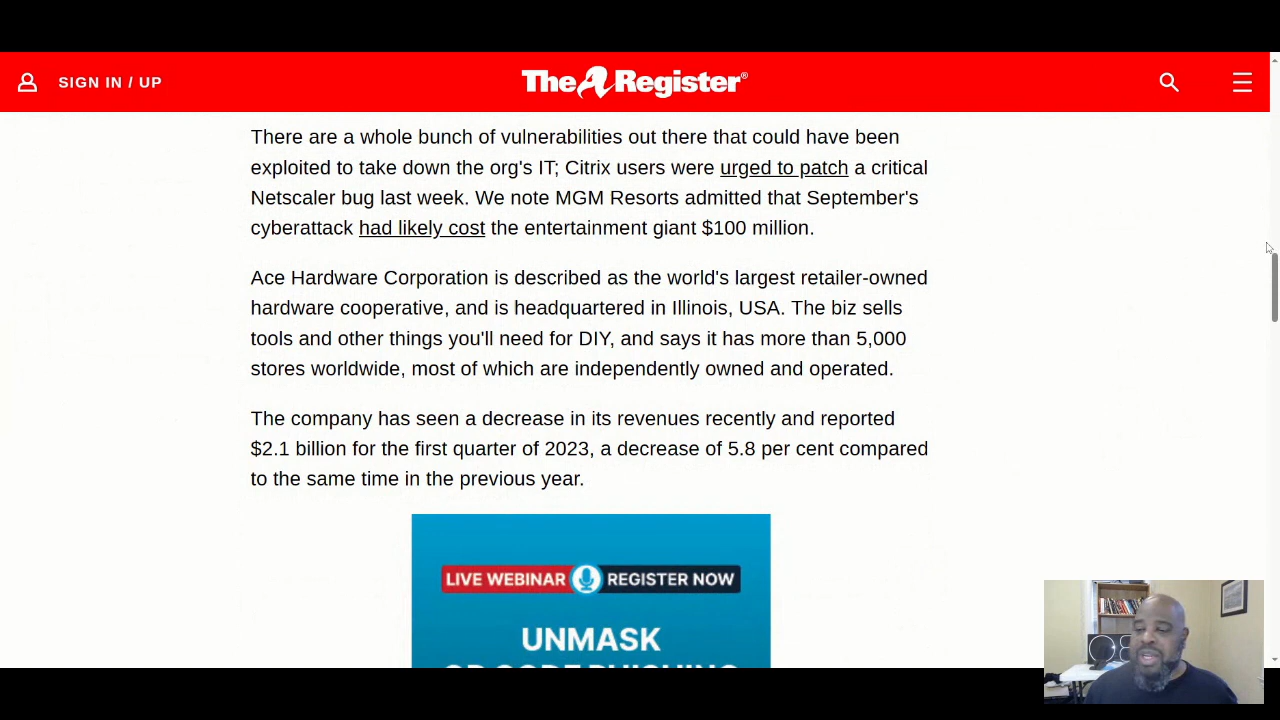 SIGN IN / UP
The Register®
There are a whole bunch of vulnerabilities out there that could have been
exploited to take down the org's IT; Citrix users were urged to patch a critical
Netscaler bug last week. We note MGM Resorts admitted that September's
cyberattack had likely cost the entertainment giant $100 million.
Ace Hardware Corporation is described as the world's largest retailer-owned
hardware cooperative, and is headquartered in Illinois, USA. The biz sells
tools and other things you'll need for DIY, and says it has more than 5,000
stores worldwide, most of which are independently owned and operated.
The company has seen a decrease in its revenues recently and reported
$2.1 billion for the first quarter of 2023, a decrease of 5.8 per cent compared
to the same time in the previous year.
LIVE WEBINAR REGISTER NOW
UNMASK
QR CODE PHISHING